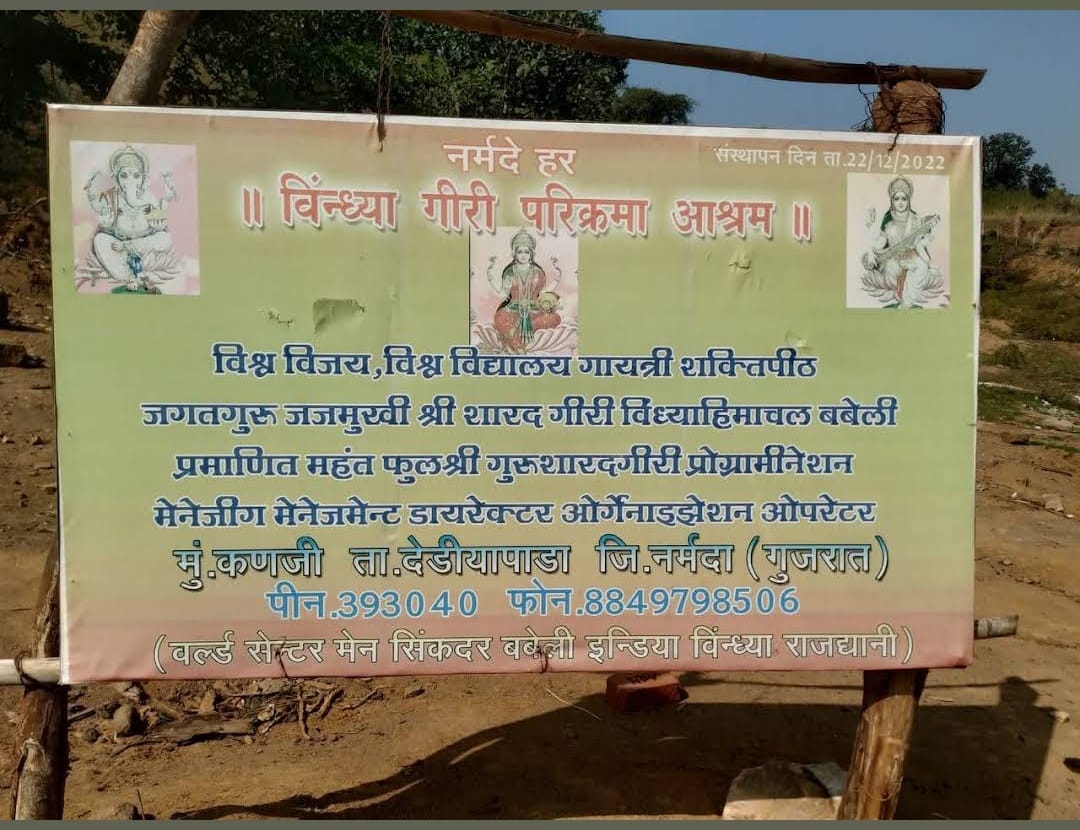 नर्मदे हर
संस्थापन दिन ता.22/12/2022
॥ विंन्ध्या गीरी परिक्रमा आश्रम ॥
विश्व विजय,विश्व विद्यालय गायत्री शक्तिपीठ
जगतगुरू जजमुखी श्री शारद गीरी विंध्याहिमाचल बबेली
प्रमाणित महंत फुलश्री गुरूशारदगीरी प्रोग्रामीनेशन
मेनेजीग मेनेजमेन्ट डायरेक्टर ओर्गेनाइझेशन ओपरेटर
मुं.कणजी ता.देडीयापाडा जि.नर्मदा (गुजरात)
पीन.393040 फोन.8849798506
(वर्ल्ड सेन्टर मेन सिंकदर बबेली इन्डिया विंन्ध्या राजद्यानी)